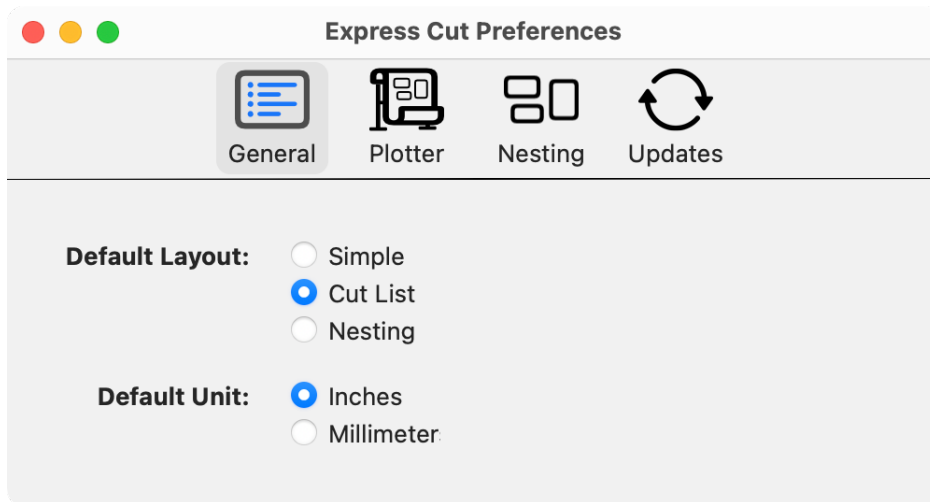 Express Cut Preferences
General Plotter Nesting Updates
Default Layout: Simple
Cut List
Nesting
Default Unit: Inches
Millimeter